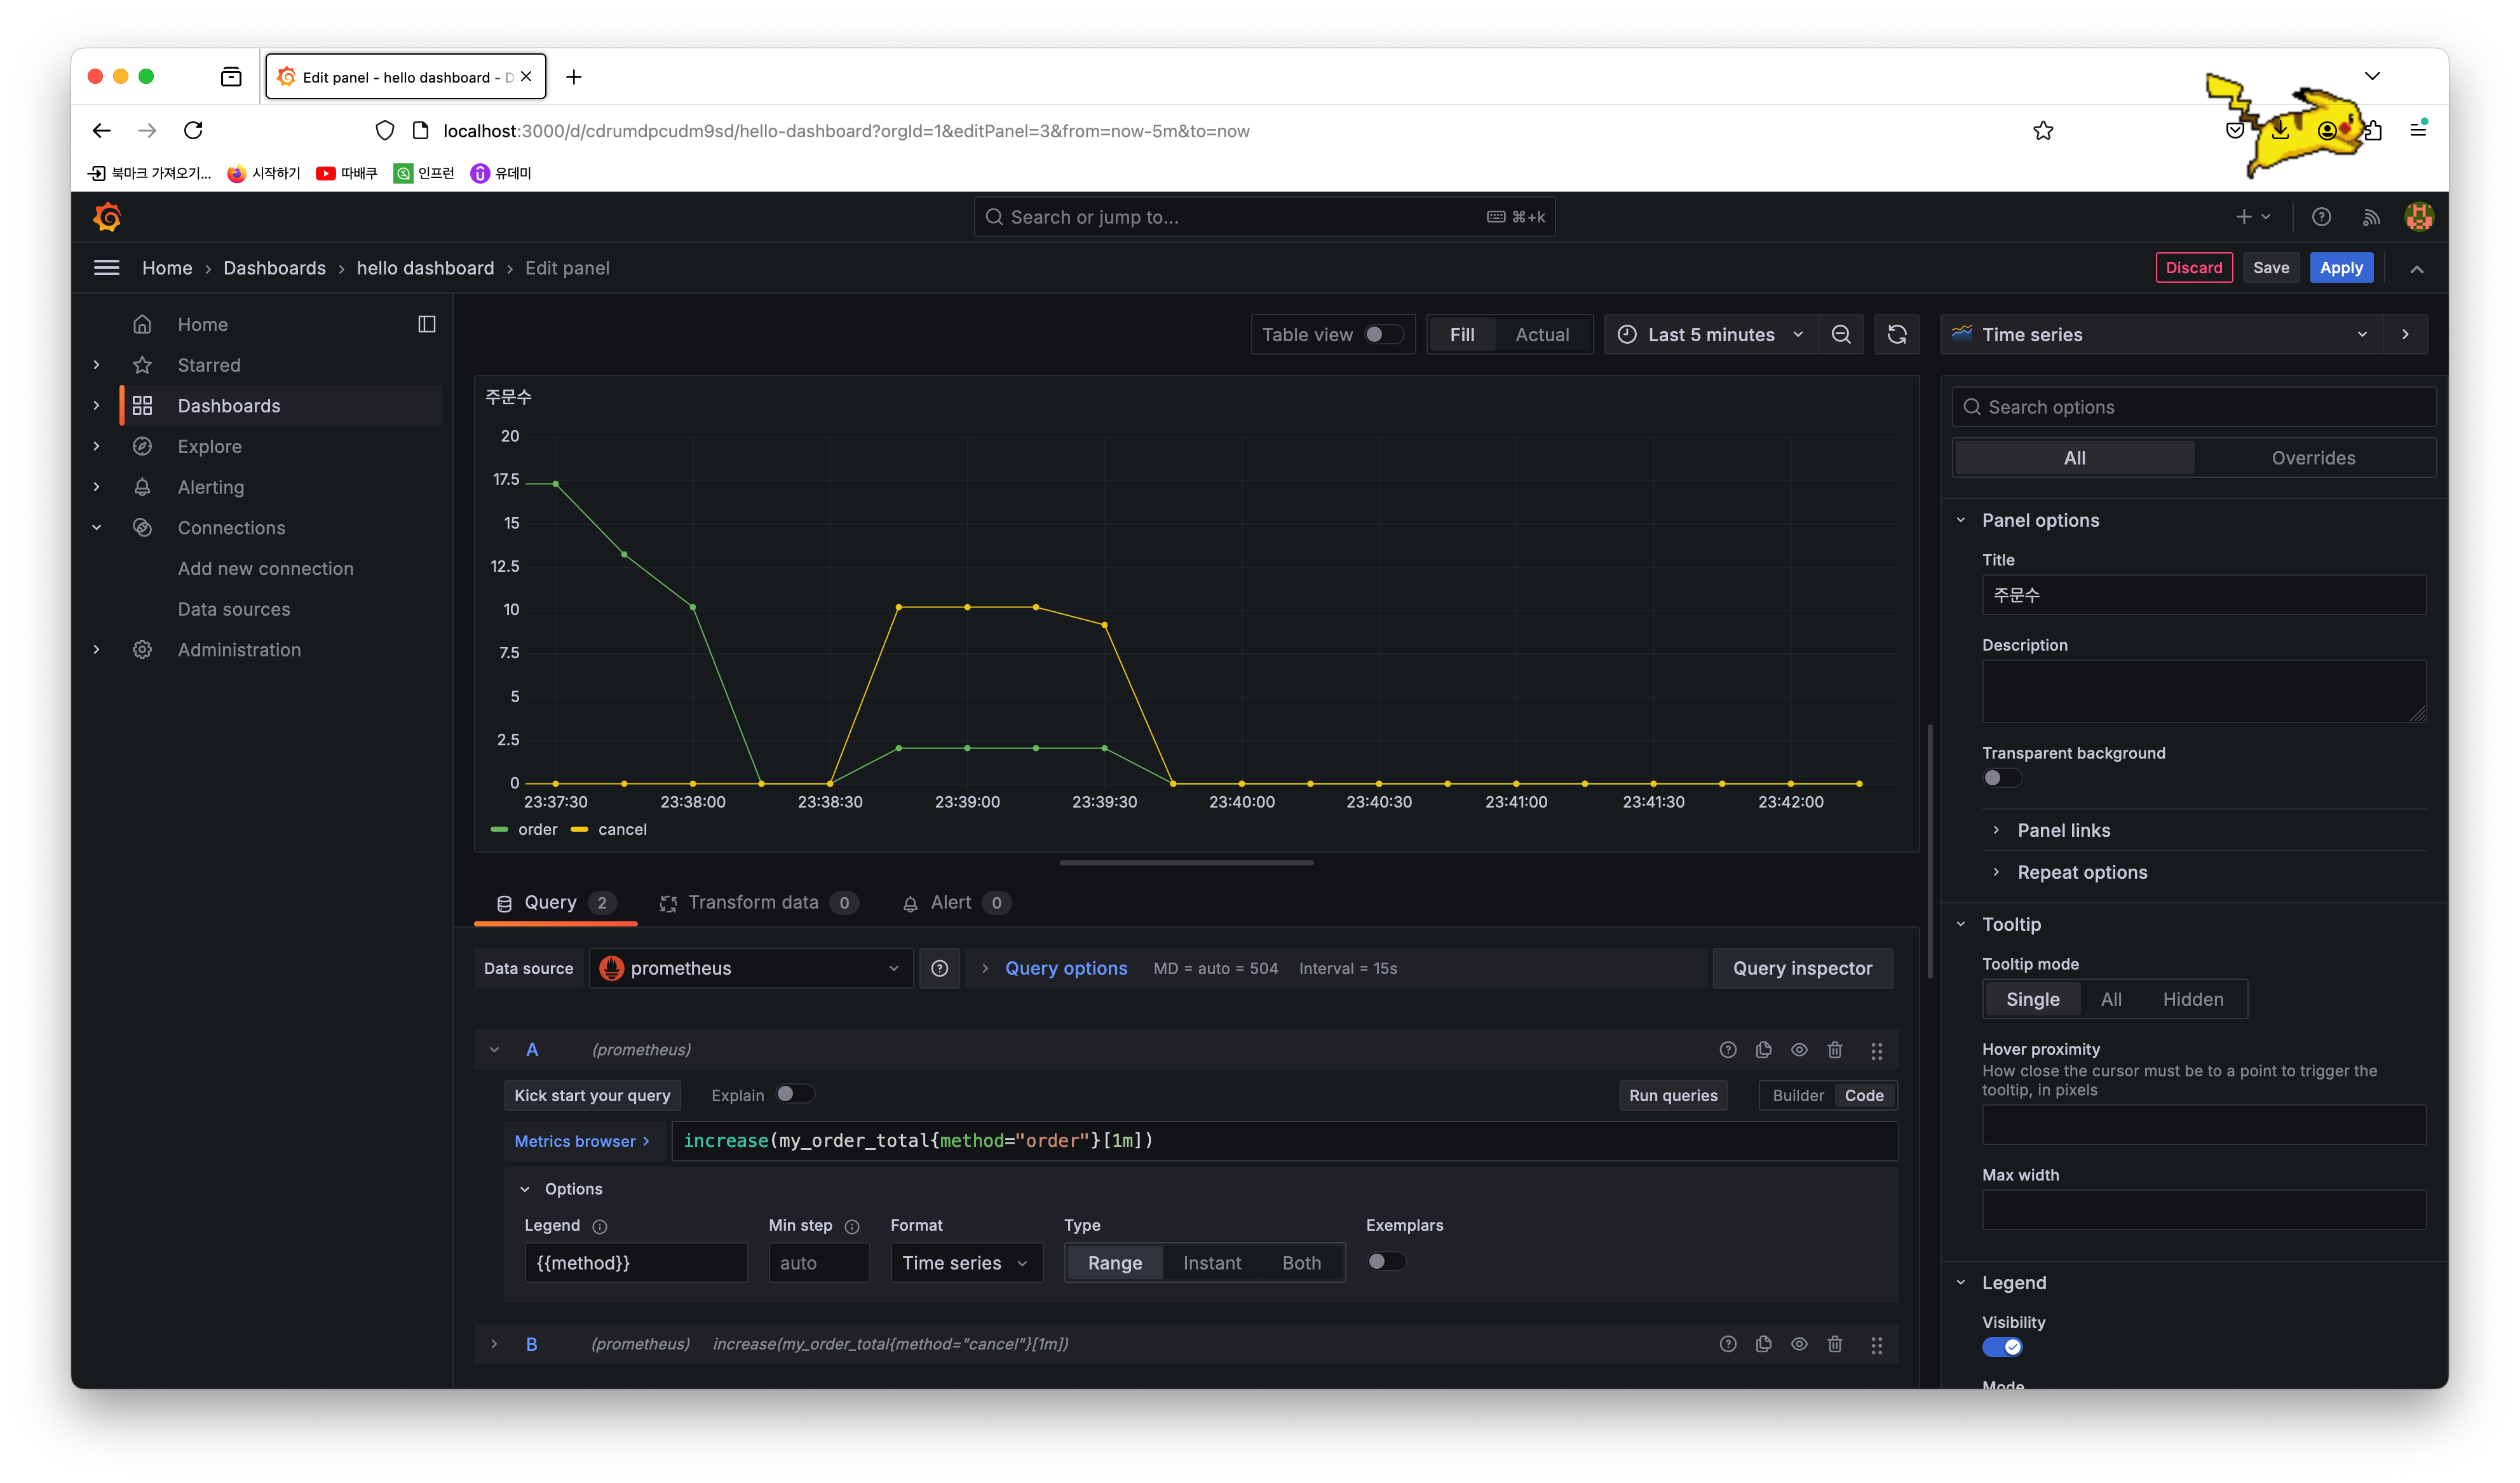 Edit panel - hello dashboard - D
localhost:3000/d/cdrumdpcudm9sd/hello-dashboard?orgId=1&editPanel=3&from=now-5m&to=now
북마크 가져오기... 시작하기 따배쿠 인프런 유데미
Search or jump to... ⌘+k
Home › Dashboards › hello dashboard › Edit panel Discard Save Apply
Home
Starred
Dashboards
Explore
Alerting
Connections
Add new connection
Data sources
Administration
Table view Fill Actual Last 5 minutes Time series
주문수
20
17.5
15
12.5
10
7.5
5
2.5
0
23:37:30 23:38:00 23:38:30 23:39:00 23:39:30 23:40:00 23:40:30 23:41:00 23:41:30 23:42:00
order cancel
Query 2 Transform data 0 Alert 0
Data source prometheus Query options MD = auto = 504 Interval = 15s Query inspector
A (prometheus)
Kick start your query Explain Run queries Builder Code
Metrics browser > increase(my_order_total{method="order"}[1m])
Options
Legend Min step Format Type Exemplars
{{method}} auto Time series Range Instant Both
B (prometheus) increase(my_order_total{method="cancel"}[1m])
Search options
All Overrides
Panel options
Title
주문수
Description
Transparent background
Panel links
Repeat options
Tooltip
Tooltip mode
Single All Hidden
Hover proximity
How close the cursor must be to a point to trigger the
tooltip, in pixels
Max width
Legend
Visibility
Mode